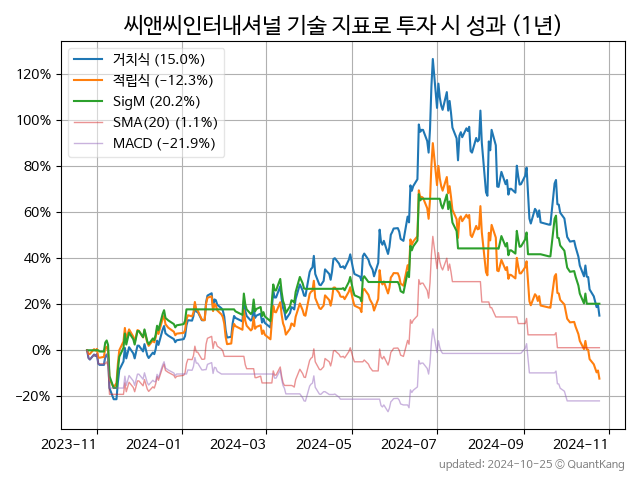 씨앤씨인터내셔널 기술 지표로 투자 시 성과 (1년)
거치식 (15.0%)
적립식 (−12.3%)
SigM (20.2%)
SMA(20) (1.1%)
MACD (−21.9%)
120%
100%
80%
60%
40%
20%
0%
−20%
2023−11 2024−01 2024−03 2024−05 2024−07 2024−09 2024−11
updated: 2024-10-25 © QuantKang